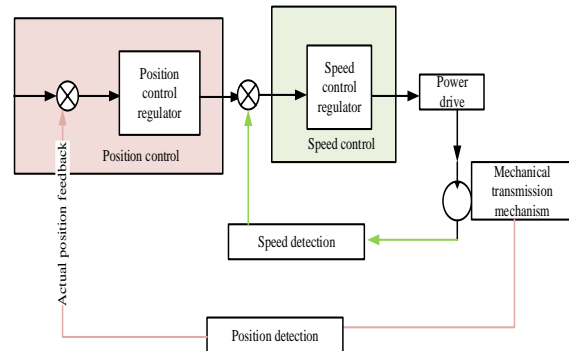 Position
control
regulator
Position control
Speed
control
regulator
Speed control
Power
drive
Mechanical
transmission
mechanism
Actual position feedback
Speed detection
Position detection